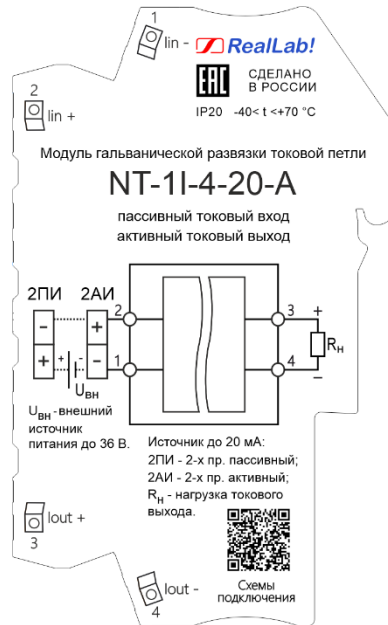 1
Iin -
RealLab!
EAC
СДЕЛАНО
В РОССИИ
2
Iin +
IP20 -40< t <+70 °C
Модуль гальванической развязки токовой петли
NT-1I-4-20-A
пассивный токовый вход
активный токовый выход
2ПИ 2АИ
- + 2 3 +
Rн
+ + - - 1 4 –
Uвн
Uвн -внешний
источник
питания до 36 В.
Источник до 20 мА:
2ПИ - 2-х пр. пассивный;
2АИ - 2-х пр. активный;
Rн - нагрузка токового
выхода.
Iout +
3
Iout -
4
Схемы
подключения